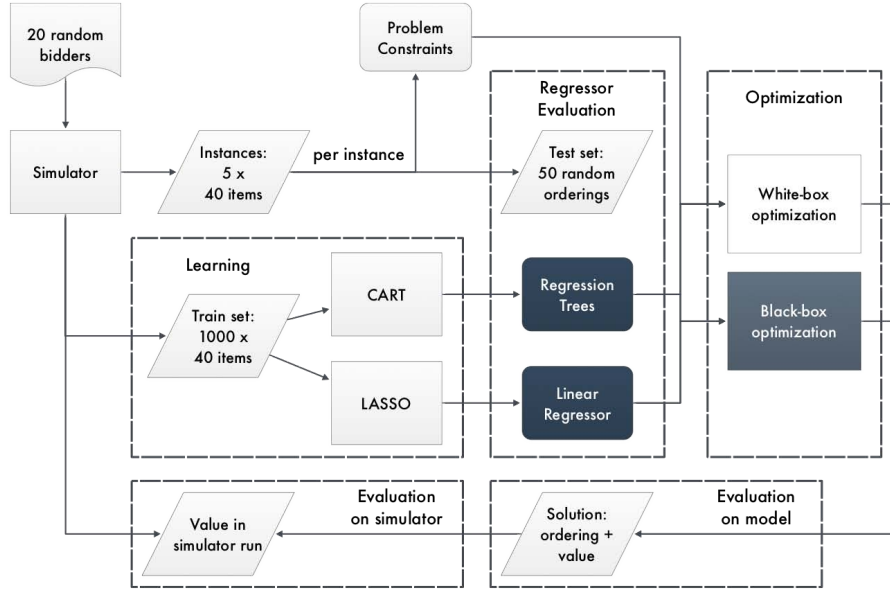 20 random
bidders
Problem
Constraints
Regressor
Evaluation
Optimization
Simulator
Instances:
5 x
40 items
per instance
Test set:
50 random
orderings
White-box
optimization
Learning
Train set:
1000 x
40 items
CART
Regression
Trees
Black-box
optimization
LASSO
Linear
Regressor
Evaluation
on simulator
Value in
simulator run
Evaluation
on model
Solution:
ordering +
value